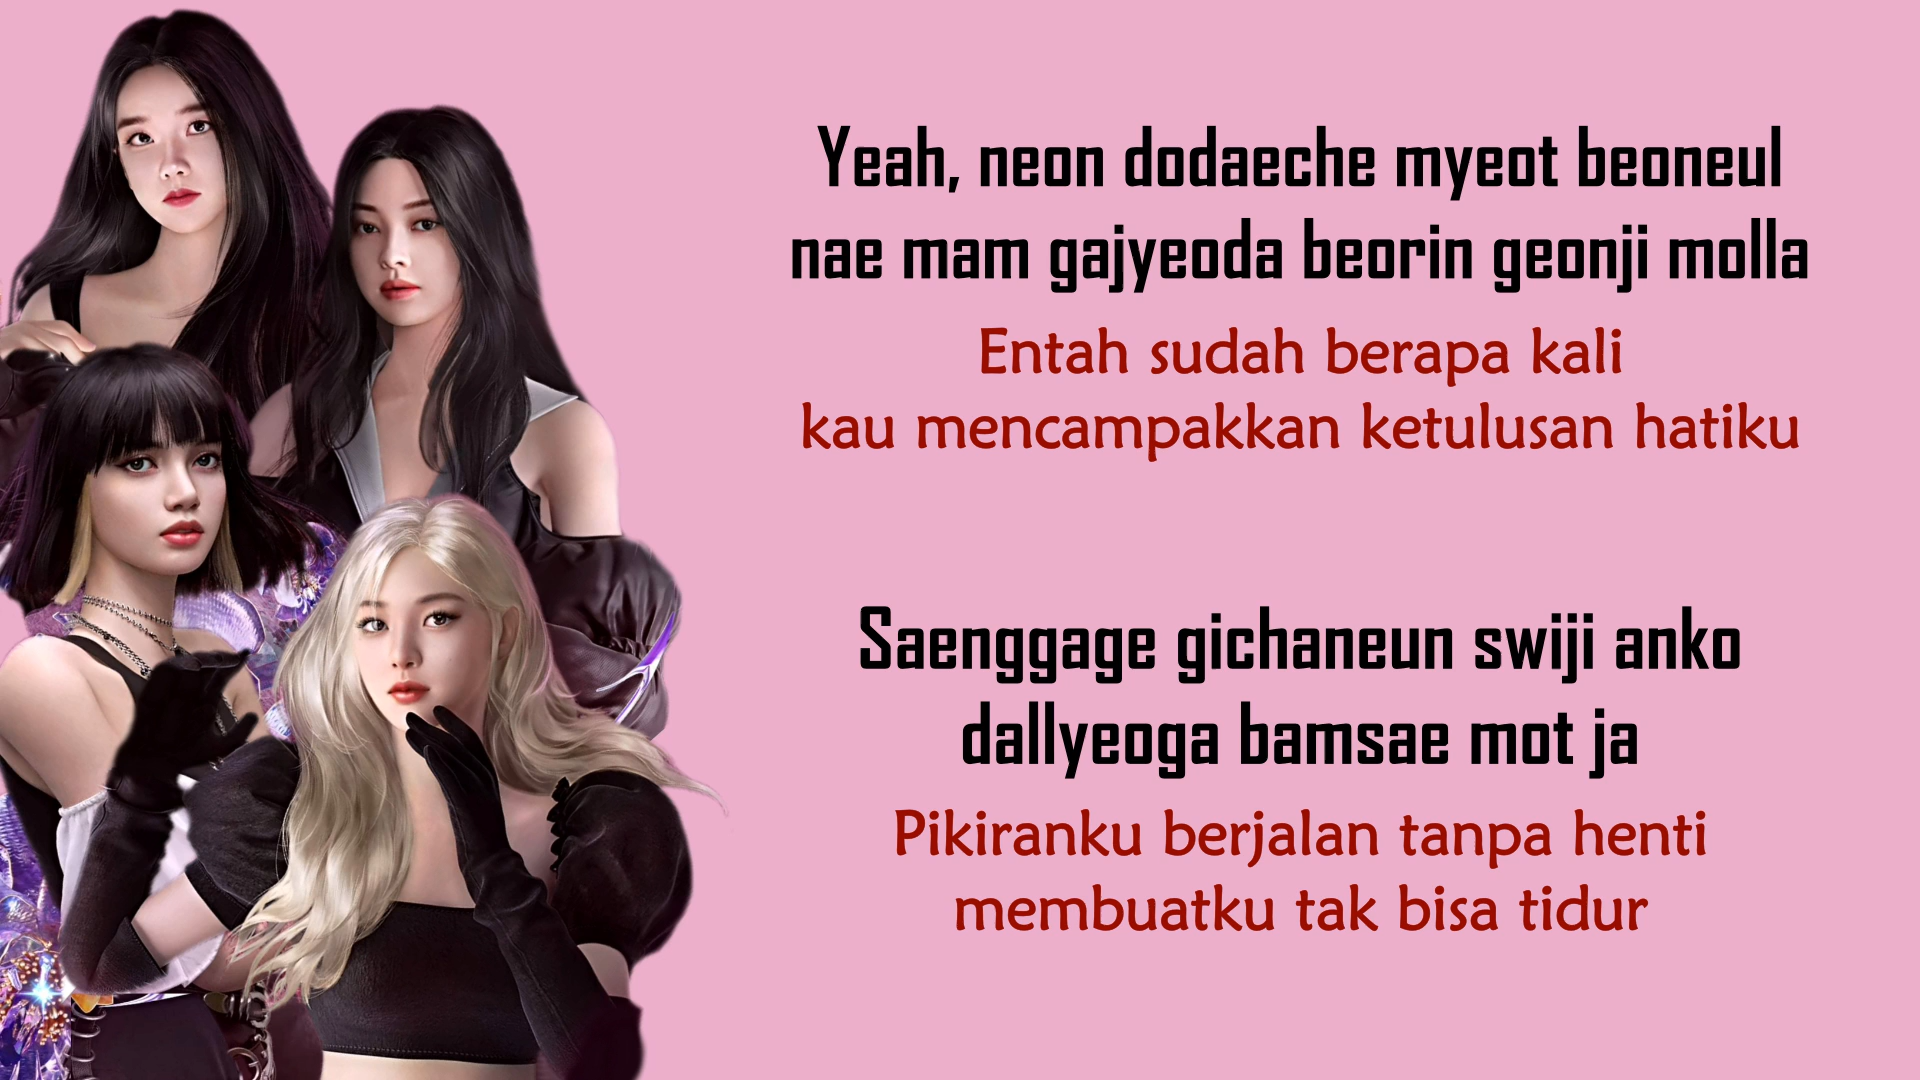 Yeah, neon dodaeche myeot beoneul
nae mam gajyeoda beorin geonji molla
Entah sudah berapa kali
kau mencampakkan ketulusan hatiku
Saenggage gichaneun swiji anko
dallyeoga bamsae mot ja
Pikiranku berjalan tanpa henti
membuatku tak bisa tidur